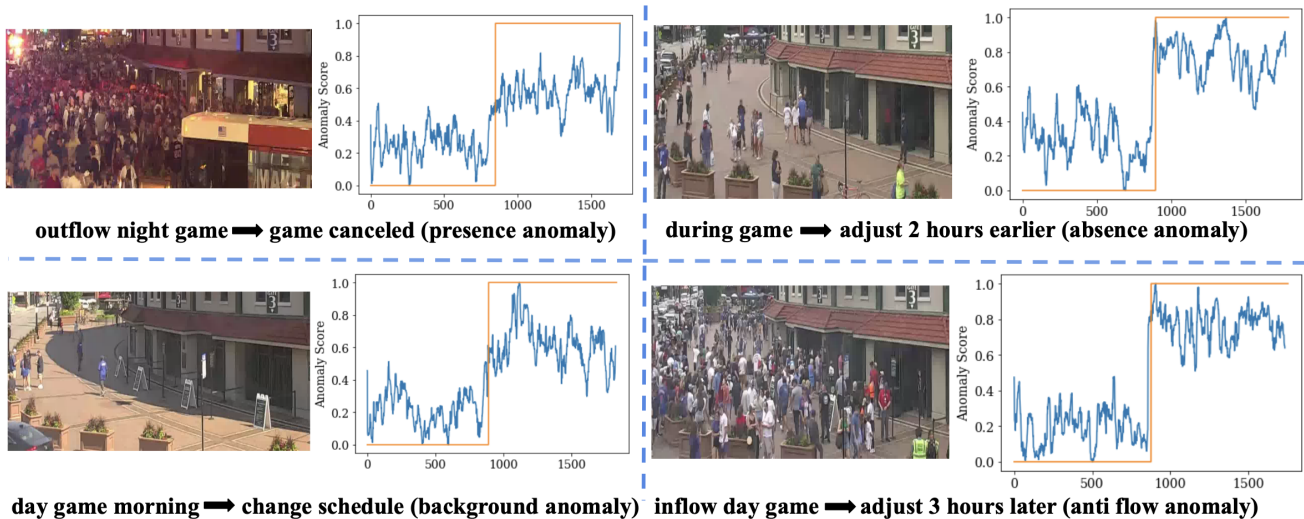 1.0
0.8
0.6
0.4
0.2
0.0
Anomaly Score
0 500 1000 1500
outflow night game ➡ game canceled (presence anomaly)
3
1.0
0.8
0.6
0.4
0.2
0.0
Anomaly Score
0 500 1000 1500
during game ➡ adjust 2 hours earlier (absence anomaly)
1.0
0.8
0.6
0.4
0.2
0.0
Anomaly Score
0 500 1000 1500
day game morning ➡ change schedule (background anomaly)
1.0
0.8
0.6
0.4
0.2
0.0
Anomaly Score
0 500 1000 1500
inflow day game ➡ adjust 3 hours later (anti flow anomaly)